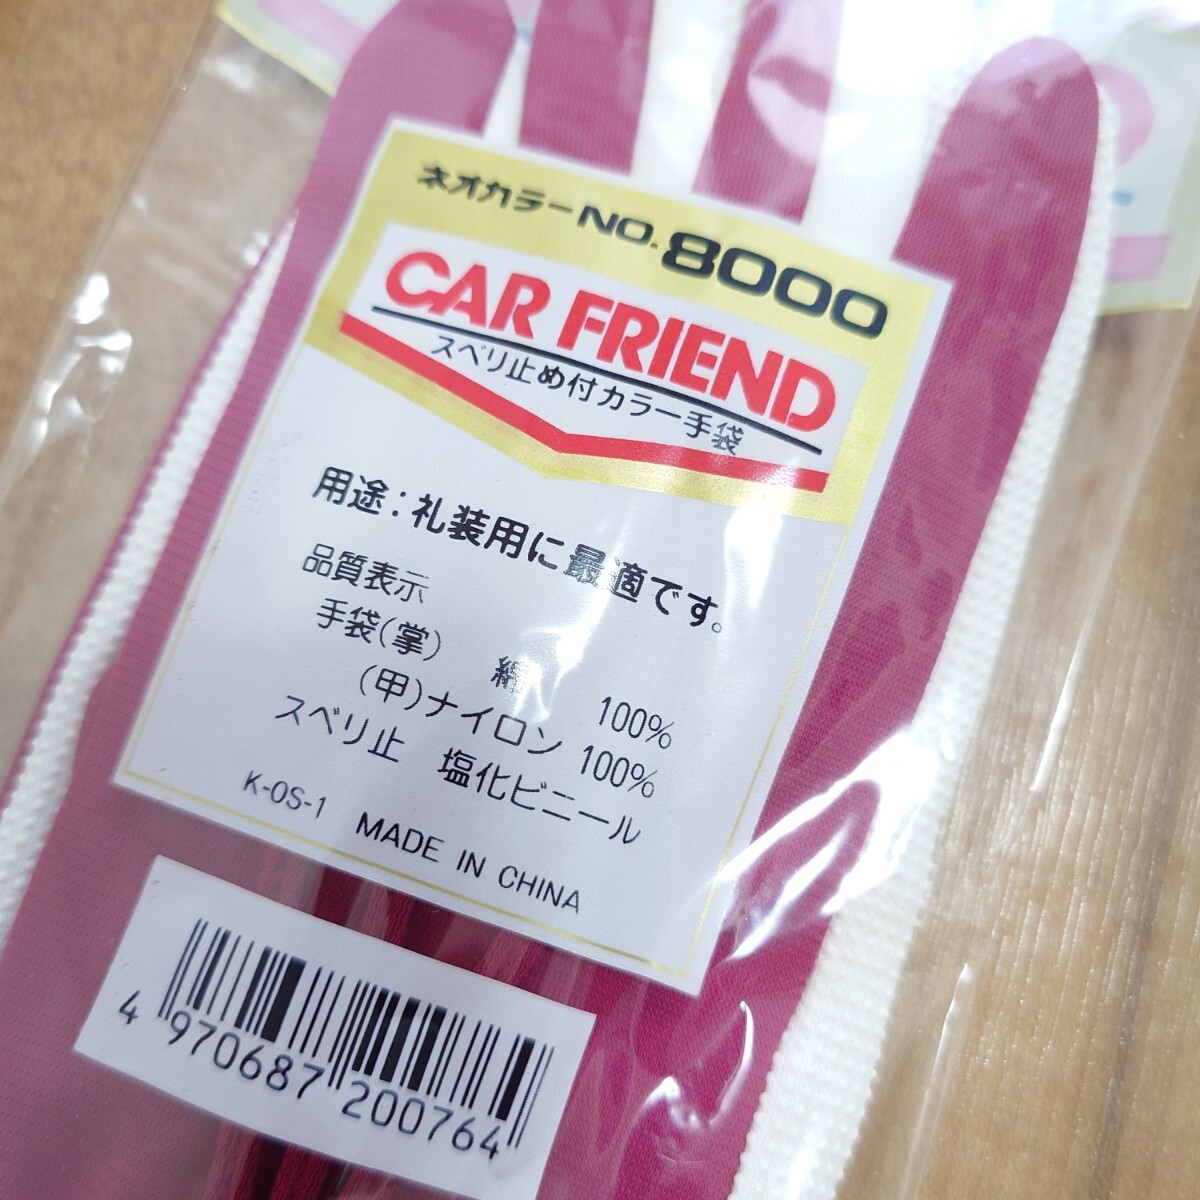 ネオカラーNO.8000
CAR FRIEND
スベリ止め付カラー手袋
用途：礼装用に最適です。
品質表示
手袋(掌) 綿 100%
(甲)ナイロン 100%
スベリ止 塩化ビニール
K-OS-1 MADE IN CHINA
4 970687 200764